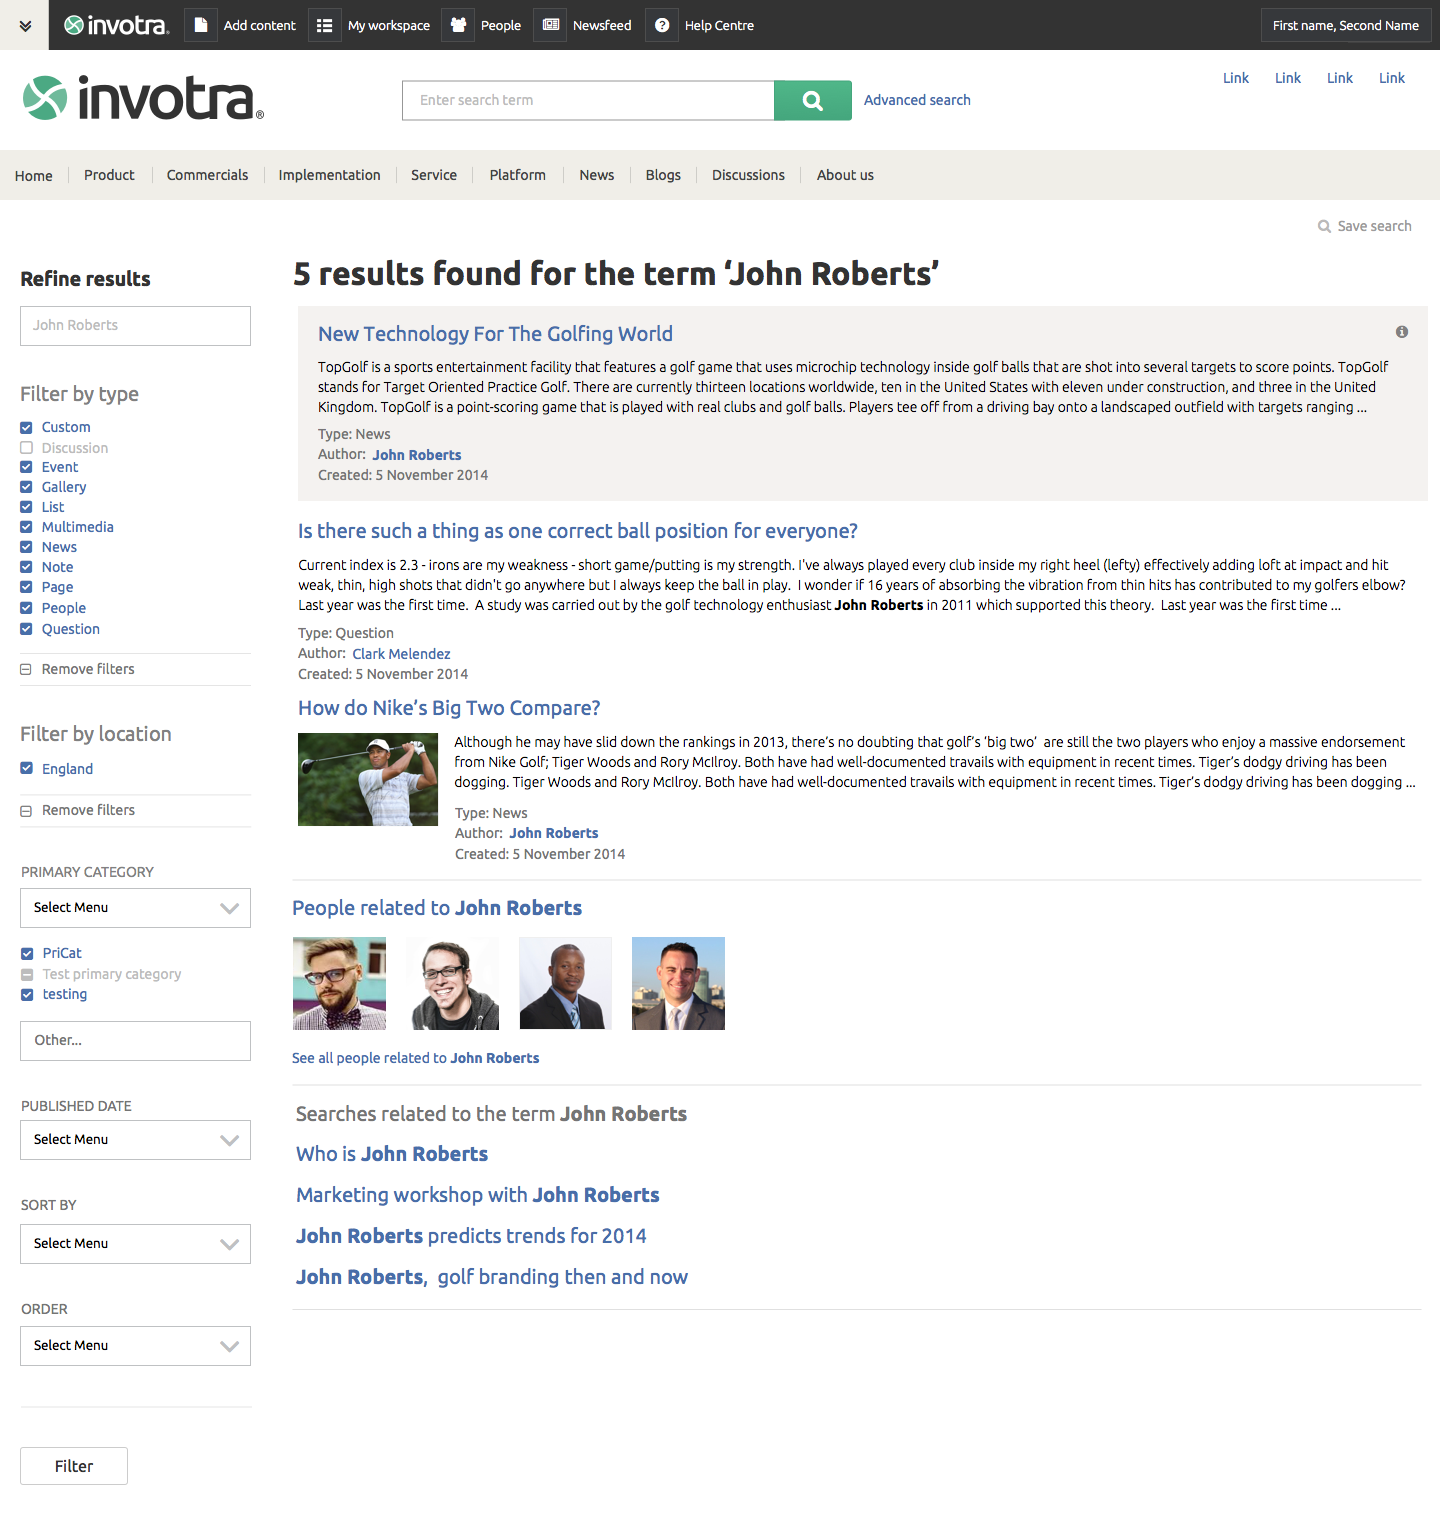 invotra® Add content My workspace People Newsfeed Help Centre First name, Second Name
invotra®
Enter search term
Advanced search
Link Link Link Link
Home Product Commercials Implementation Service Platform News Blogs Discussions About us
Save search
Refine results
John Roberts
Filter by type
Custom
Discussion
Event
Gallery
List
Multimedia
News
Note
Page
People
Question
Remove filters
Filter by location
England
Remove filters
PRIMARY CATEGORY
Select Menu
PriCat
Test primary category
testing
Other...
PUBLISHED DATE
Select Menu
SORT BY
Select Menu
ORDER
Select Menu
Filter
5 results found for the term ‘John Roberts’
New Technology For The Golfing World
TopGolf is a sports entertainment facility that features a golf game that uses microchip technology inside golf balls that are shot into several targets to score points. TopGolf
stands for Target Oriented Practice Golf. There are currently thirteen locations worldwide, ten in the United States with eleven under construction, and three in the United
Kingdom. TopGolf is a point-scoring game that is played with real clubs and golf balls. Players tee off from a driving bay onto a landscaped outfield with targets ranging ...
Type: News
Author: John Roberts
Created: 5 November 2014
Is there such a thing as one correct ball position for everyone?
Current index is 2.3 - irons are my weakness - short game/putting is my strength. I've always played every club inside my right heel (lefty) effectively adding loft at impact and hit
weak, thin, high shots that didn't go anywhere but I always keep the ball in play. I wonder if 16 years of absorbing the vibration from thin hits has contributed to my golfers elbow?
Last year was the first time. A study was carried out by the golf technology enthusiast John Roberts in 2011 which supported this theory. Last year was the first time ...
Type: Question
Author: Clark Melendez
Created: 5 November 2014
How do Nike’s Big Two Compare?
Although he may have slid down the rankings in 2013, there’s no doubting that golf’s ‘big two’ are still the two players who enjoy a massive endorsement
from Nike Golf; Tiger Woods and Rory McIlroy. Both have had well-documented travails with equipment in recent times. Tiger’s dodgy driving has been
dogging. Tiger Woods and Rory McIlroy. Both have had well-documented travails with equipment in recent times. Tiger’s dodgy driving has been dogging ...
Type: News
Author: John Roberts
Created: 5 November 2014
People related to John Roberts
See all people related to John Roberts
Searches related to the term John Roberts
Who is John Roberts
Marketing workshop with John Roberts
John Roberts predicts trends for 2014
John Roberts, golf branding then and now